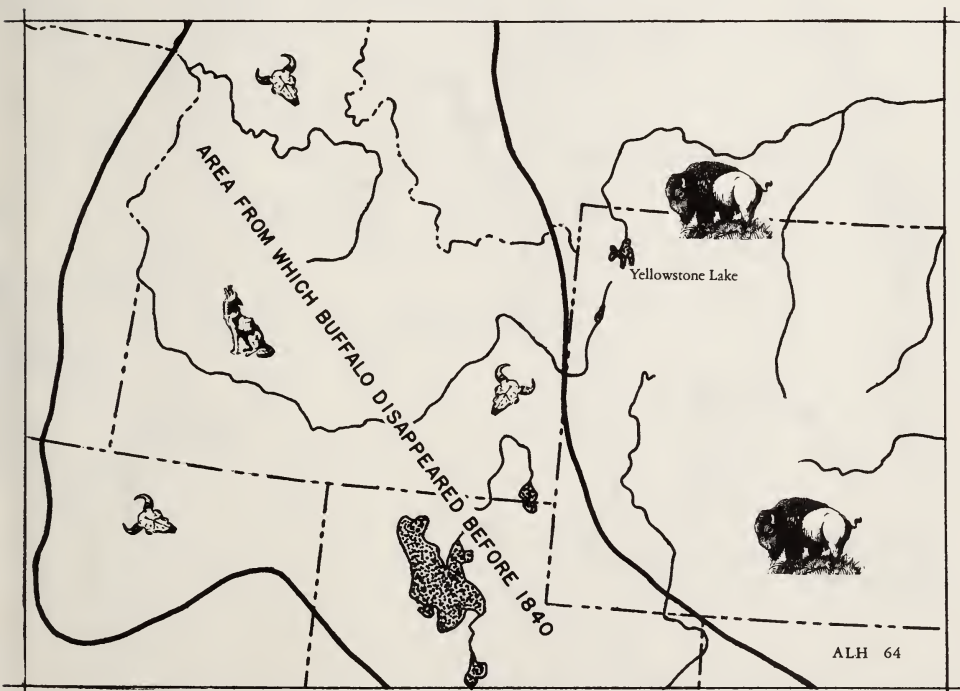 AREA FROM WHICH BUFFALO DISAPPEARED BEFORE 1840
Yellowstone Lake
ALH 64